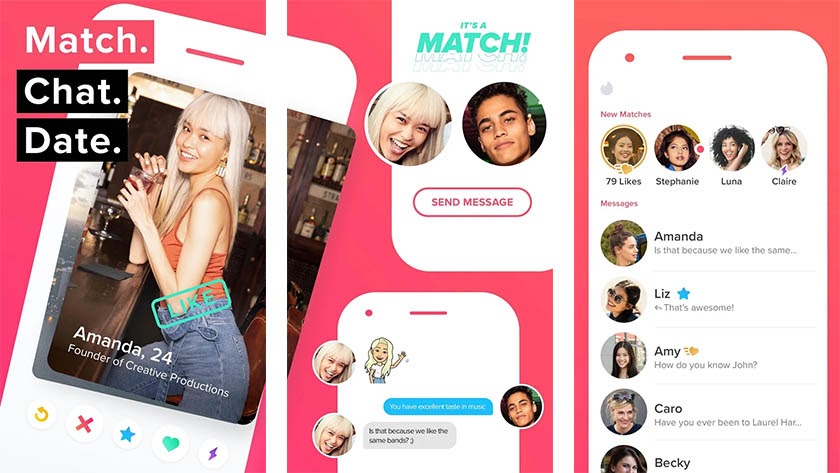 Match.
Chat.
Date.
LIKE
Amanda, 24
Founder of Creative Productions
IT'S A
MATCH!
MATCH!
MATCH!
SEND MESSAGE
You have excellent taste in music
Is that because we like the
same bands? ;)
New Matches
79 Likes
Stephanie
Luna
Claire
Messages
Amanda
Is that because we like the same...
Liz
That's awesome!
Amy
How do you know John?
Caro
Have you ever been to Laurel Har...
Becky